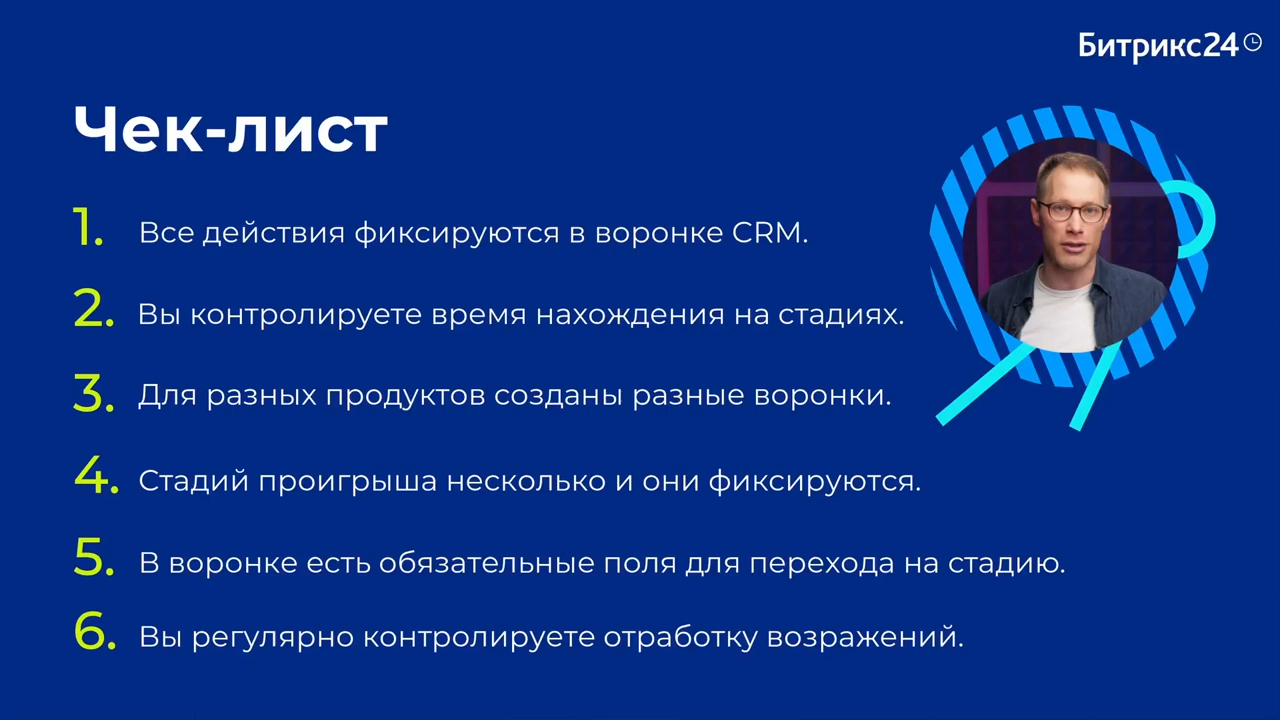 Битрикс24
Чек-лист
1. Все действия фиксируются в воронке CRM.
2. Вы контролируете время нахождения на стадиях.
3. Для разных продуктов созданы разные воронки.
4. Стадий проигрыша несколько и они фиксируются.
5. В воронке есть обязательные поля для перехода на стадию.
6. Вы регулярно контролируете отработку возражений.